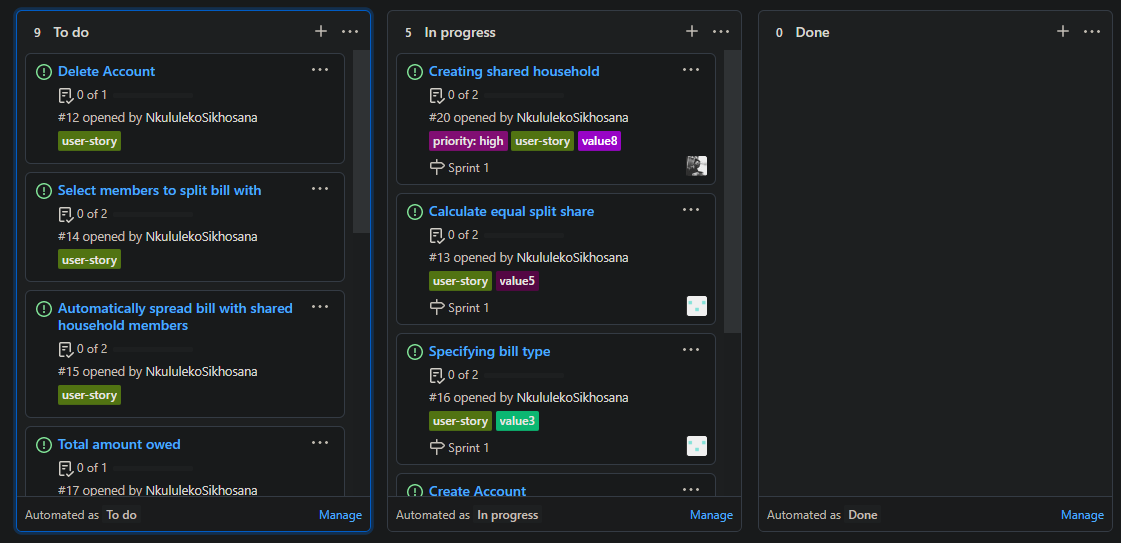 9 To do
Delete Account
0 of 1
#12 opened by NkululekoSikhosana
user-story
Select members to split bill with
0 of 2
#14 opened by NkululekoSikhosana
user-story
Automatically spread bill with shared
household members
0 of 2
#15 opened by NkululekoSikhosana
user-story
Total amount owed
0 of 1
#17 opened by NkululekoSikhosana
Automated as To do
Manage
5 In progress
Creating shared household
0 of 2
#20 opened by NkululekoSikhosana
priority: high user-story value8
Sprint 1
Calculate equal split share
0 of 2
#13 opened by NkululekoSikhosana
user-story value5
Sprint 1
Specifying bill type
0 of 2
#16 opened by NkululekoSikhosana
user-story value3
Sprint 1
Create Account
Automated as In progress
Manage
0 Done
Automated as Done
Manage